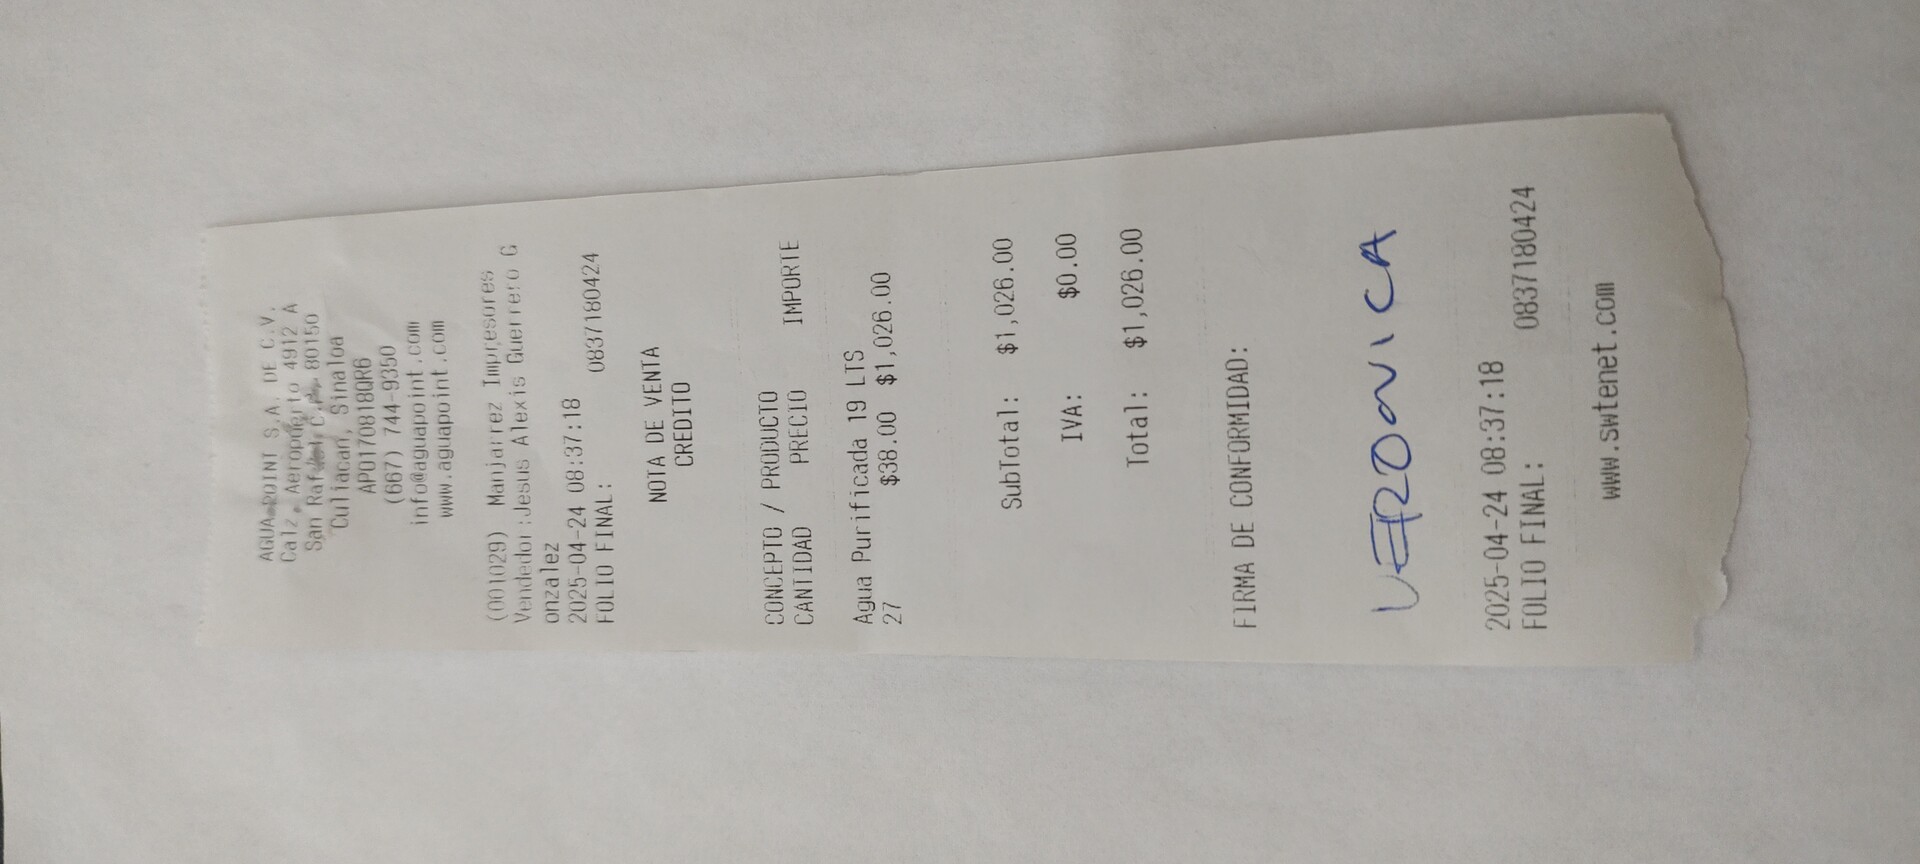 AGUA POINT S.A. DE C.V.
Calz. Aeropuerto 4912 A
San Rafael C.P. 80150
Culiacan, Sinaloa
APO170818QR6
(667) 744-9350
info@aguapoint.com
www.aguapoint.com
(001029) Manjarrez Impresores
Vendedor:Jesus Alexis Guerrero G
onzalez
2025-04-24 08:37:18
FOLIO FINAL: 0837180424
NOTA DE VENTA
CREDITO
CONCEPTO / PRODUCTO
CANTIDAD PRECIO IMPORTE
Agua Purificada 19 LTS
27 $38.00 $1,026.00
SubTotal: $1,026.00
IVA: $0.00
Total: $1,026.00
FIRMA DE CONFORMIDAD:
VERONICA
2025-04-24 08:37:18
FOLIO FINAL: 0837180424
www.swtenet.com